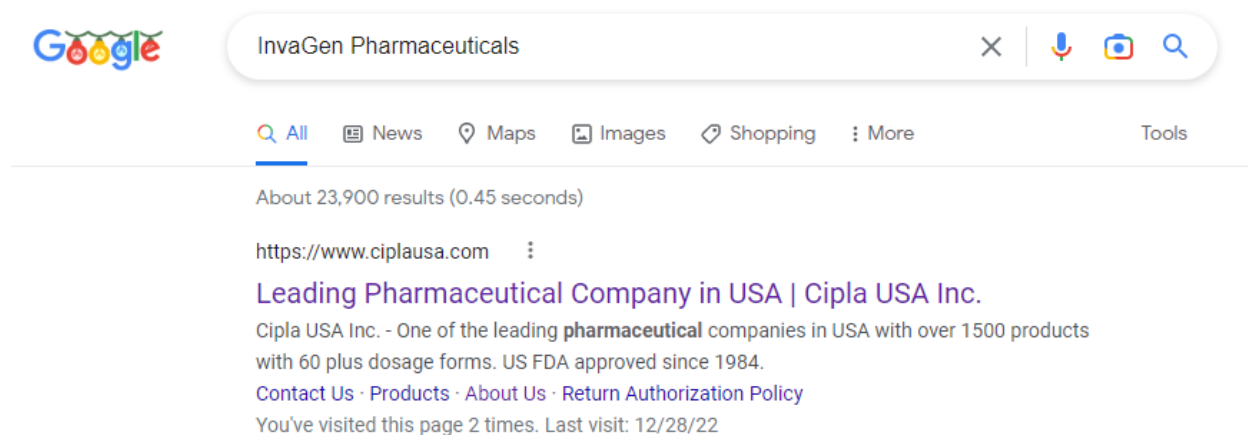 Google
InvaGen Pharmaceuticals
All News Maps Images Shopping More Tools
About 23,900 results (0.45 seconds)
https://www.ciplausa.com
Leading Pharmaceutical Company in USA | Cipla USA Inc.
Cipla USA Inc. - One of the leading pharmaceutical companies in USA with over 1500 products
with 60 plus dosage forms. US FDA approved since 1984.
Contact Us · Products · About Us · Return Authorization Policy
You've visited this page 2 times. Last visit: 12/28/22